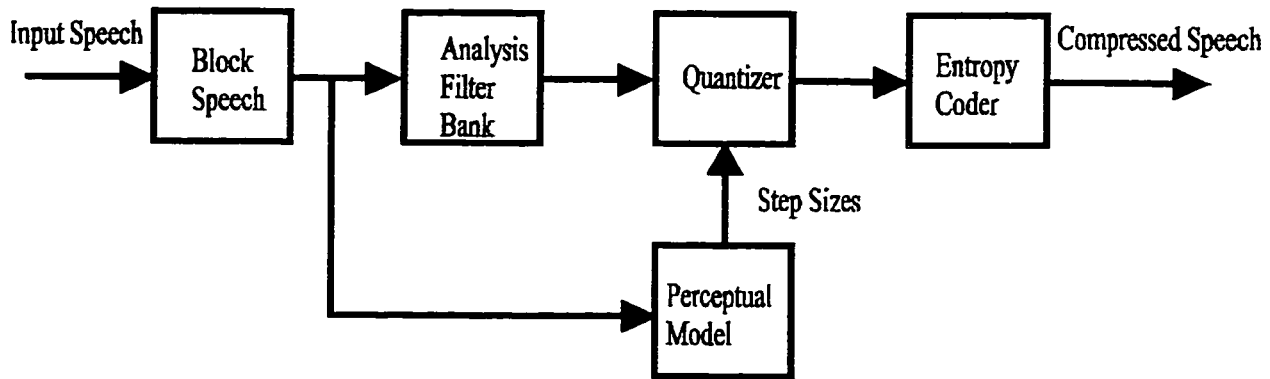 Input Speech
Block
Speech
Analysis
Filter
Bank
Quantizer
Entropy
Coder
Compressed Speech
Step Sizes
Perceptual
Model